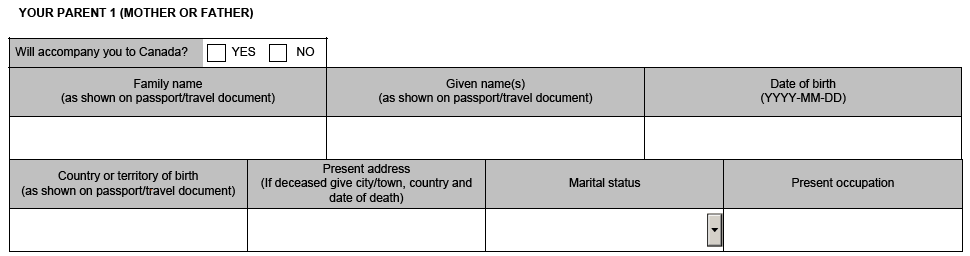 YOUR PARENT 1 (MOTHER OR FATHER)
Will accompany you to Canada? YES NO
Family name
(as shown on passport/travel document)
Given name(s)
(as shown on passport/travel document)
Date of birth
(YYYY-MM-DD)
Country or territory of birth
(as shown on passport/travel document)
Present address
(If deceased give city/town, country and
date of death)
Marital status
Present occupation